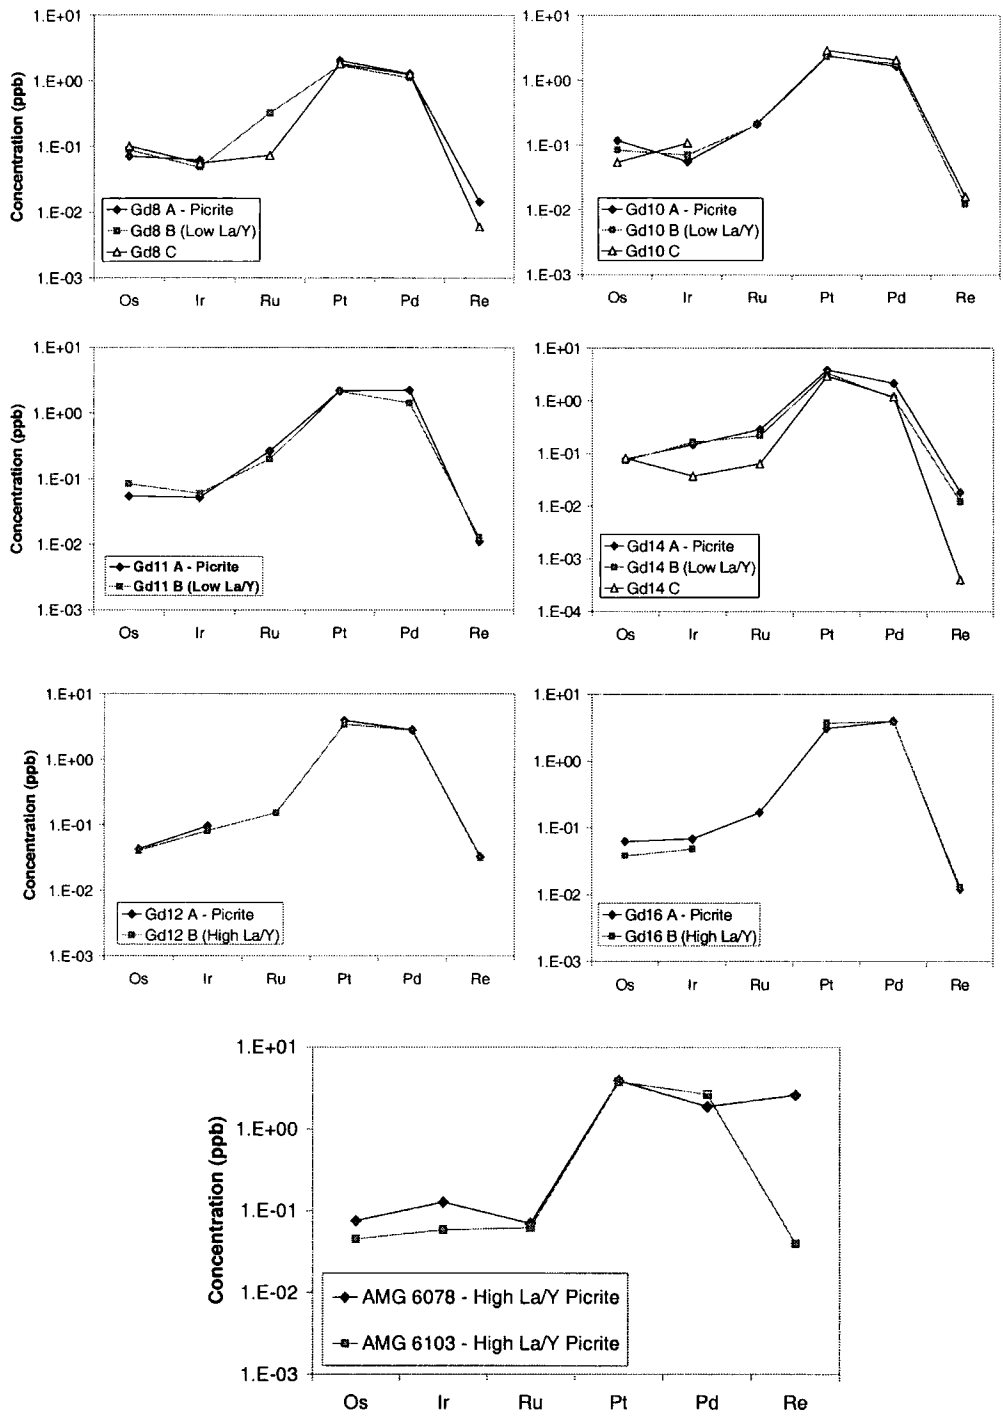 Concentration (ppb)
1.E+01
1.E+00
1.E-01
1.E-02
1.E-03
Gd8 A - Picrite
Gd8 B (Low La/Y)
Gd8 C
Os Ir Ru Pt Pd Re
1.E+01
1.E+00
1.E-01
1.E-02
1.E-03
Gd10 A - Picrite
Gd10 B (Low La/Y)
Gd10 C
Os Ir Ru Pt Pd Re
Concentration (ppb)
1.E+01
1.E+00
1.E-01
1.E-02
1.E-03
Gd11 A - Picrite
Gd11 B (Low La/Y)
Os Ir Ru Pt Pd Re
1.E+01
1.E+00
1.E-01
1.E-02
1.E-03
1.E-04
Gd14 A - Picrite
Gd14 B (Low La/Y)
Gd14 C
Os Ir Ru Pt Pd Re
Concentration (ppb)
1.E+01
1.E+00
1.E-01
1.E-02
1.E-03
Gd12 A - Picrite
Gd12 B (High La/Y)
Os Ir Ru Pt Pd Re
1.E+01
1.E+00
1.E-01
1.E-02
1.E-03
Gd16 A - Picrite
Gd16 B (High La/Y)
Os Ir Ru Pt Pd Re
Concentration (ppb)
1.E+01
1.E+00
1.E-01
1.E-02
1.E-03
AMG 6078 - High La/Y Picrite
AMG 6103 - High La/Y Picrite
Os Ir Ru Pt Pd Re